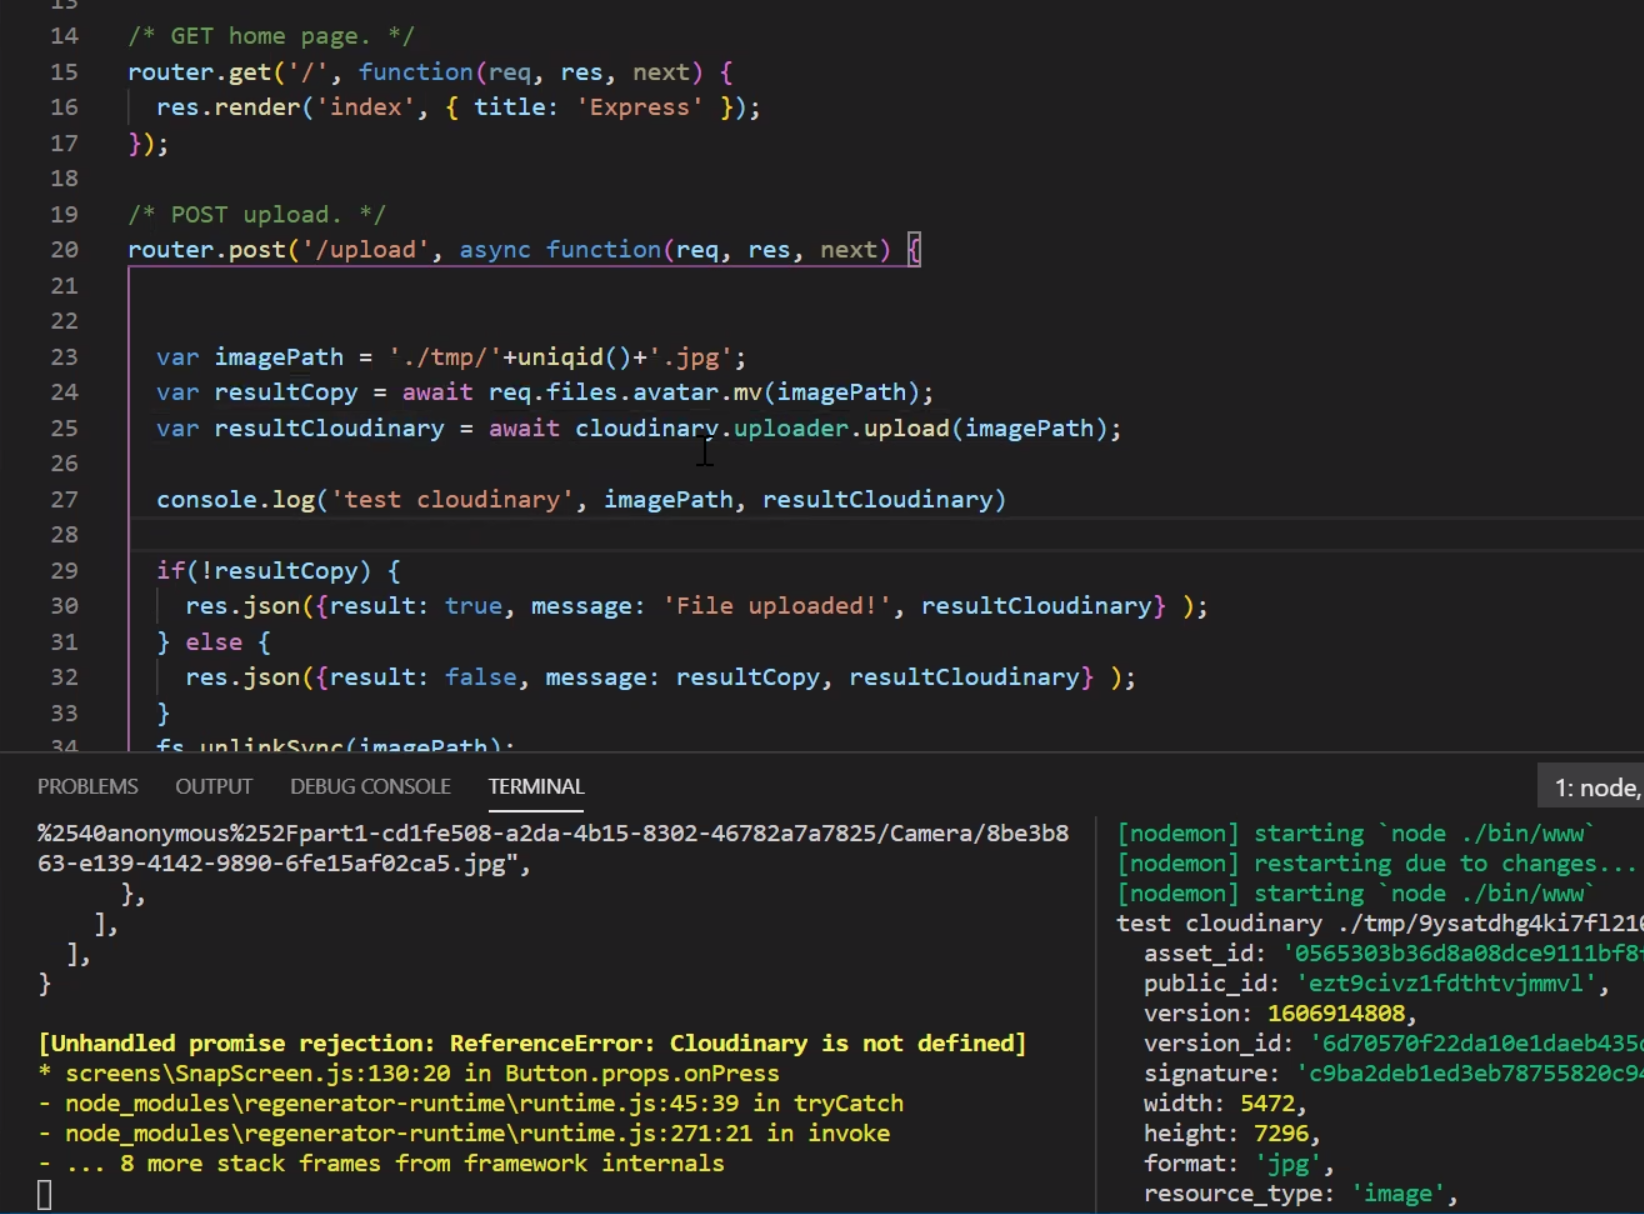 13
14 /* GET home page. */
15 router.get('/', function(req, res, next) {
16 res.render('index', { title: 'Express' });
17 });
18
19 /* POST upload. */
20 router.post('/upload', async function(req, res, next) {
21
22
23 var imagePath = './tmp/'+uniqid()+'.jpg';
24 var resultCopy = await req.files.avatar.mv(imagePath);
25 var resultCloudinary = await cloudinary.uploader.upload(imagePath);
26
27 console.log('test cloudinary', imagePath, resultCloudinary)
28
29 if(!resultCopy) {
30 res.json({result: true, message: 'File uploaded!', resultCloudinary} );
31 } else {
32 res.json({result: false, message: resultCopy, resultCloudinary} );
33 }
34 fs.unlinkSync(imagePath);
PROBLEMS OUTPUT DEBUG CONSOLE TERMINAL 1: node,
%2540anonymous%252Fpart1-cd1fe508-a2da-4b15-8302-46782a7a7825/Camera/8be3b8
63-e139-4142-9890-6fe15af02ca5.jpg",
},
],
],
}
[Unhandled promise rejection: ReferenceError: Cloudinary is not defined]
* screens\SnapScreen.js:130:20 in Button.props.onPress
- node_modules\regenerator-runtime\runtime.js:45:39 in tryCatch
- node_modules\regenerator-runtime\runtime.js:271:21 in invoke
- ... 8 more stack frames from framework internals
[nodemon] starting `node ./bin/www`
[nodemon] restarting due to changes...
[nodemon] starting `node ./bin/www`
test cloudinary ./tmp/9ysatdhg4ki7fl210
asset_id: '0565303b36d8a08dce9111bf8f
public_id: 'ezt9civz1fdthtvjmmvl',
version: 1606914808,
version_id: '6d70570f22da10e1daeb435c
signature: 'c9ba2deb1ed3eb78755820c94
width: 5472,
height: 7296,
format: 'jpg',
resource_type: 'image',